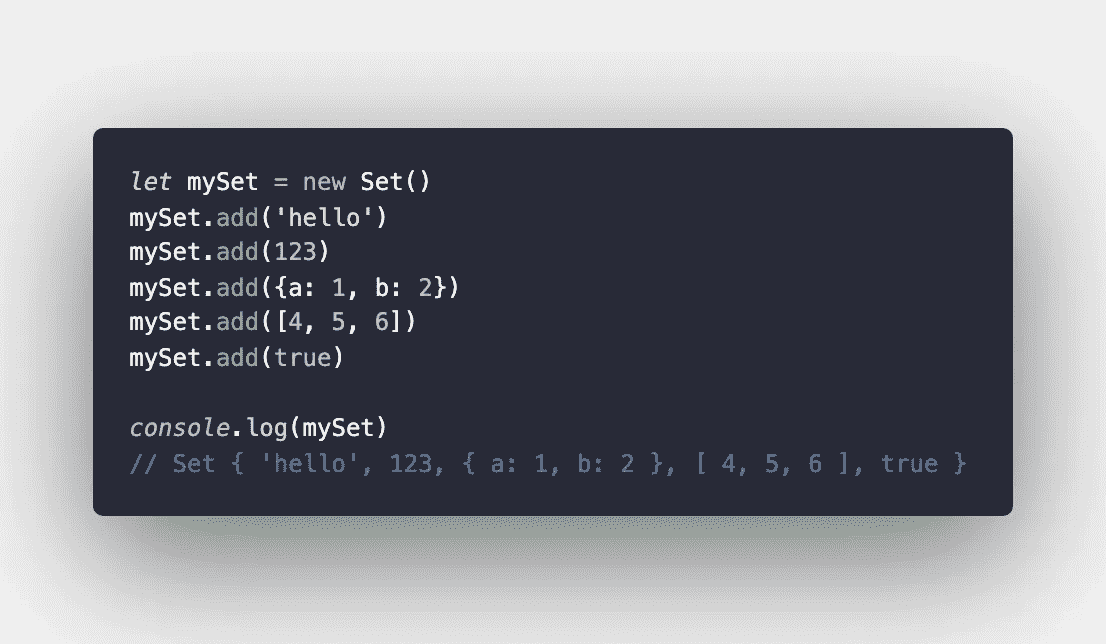 let mySet = new Set()
mySet.add('hello')
mySet.add(123)
mySet.add({a: 1, b: 2})
mySet.add([4, 5, 6])
mySet.add(true)
console.log(mySet)
// Set { 'hello', 123, { a: 1, b: 2 }, [ 4, 5, 6 ], true }